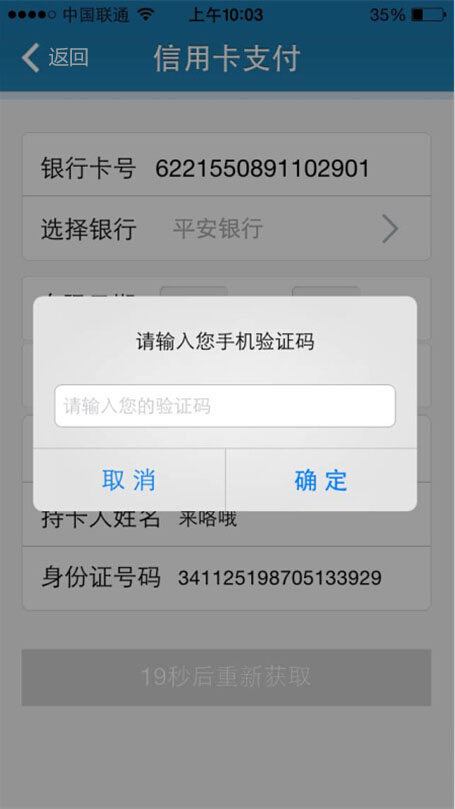 中国联通 上午10:03 35%
返回 信用卡支付
银行卡号 6221550891102901
选择银行 平安银行
请输入您手机验证码
请输入您的验证码
取消 确定
持卡人姓名 来咯哦
身份证号码 341125198705133929
19秒后重新获取